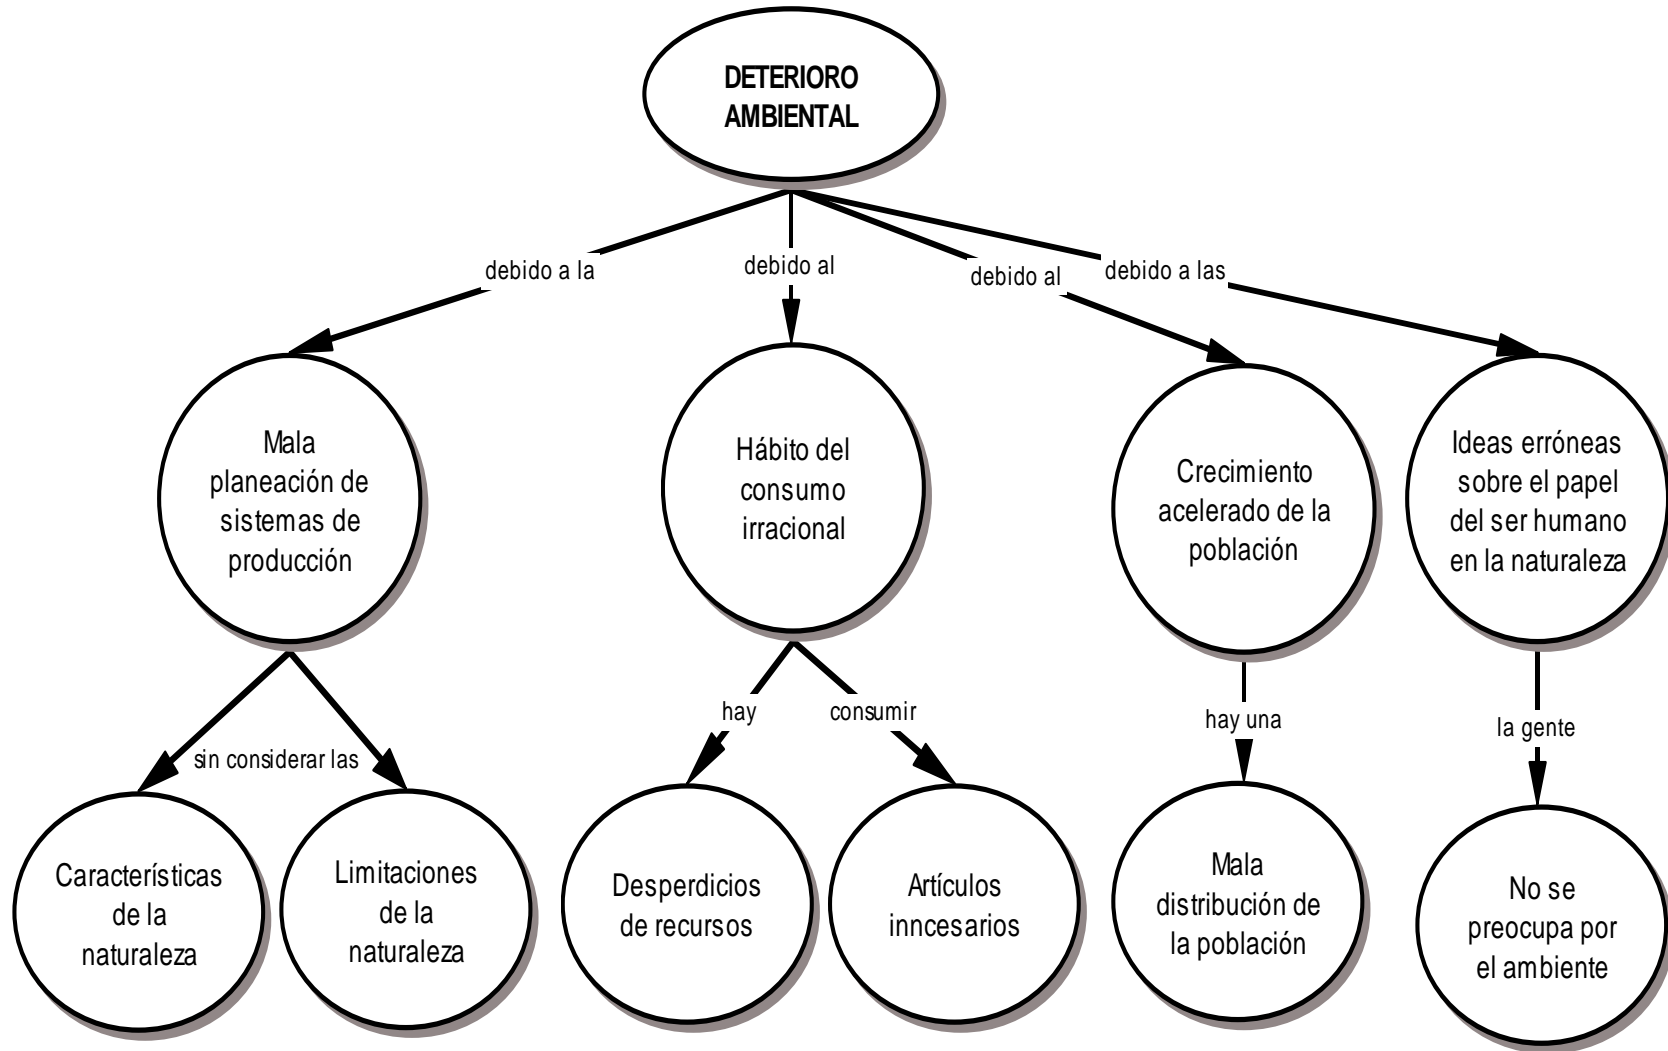 DETERIORO
AMBIENTAL
debido a la
debido al
debido al
debido a las
Mala
planeación de
sistemas de
producción
Hábito del
consumo
irracional
Crecimiento
acelerado de la
población
Ideas erróneas
sobre el papel
del ser humano
en la naturaleza
sin considerar las
hay
consumir
hay una
la gente
Características
de la
naturaleza
Limitaciones
de la
naturaleza
Desperdicios
de recursos
Artículos
inncesarios
Mala
distribución de
la población
No se
preocupa por
el ambiente